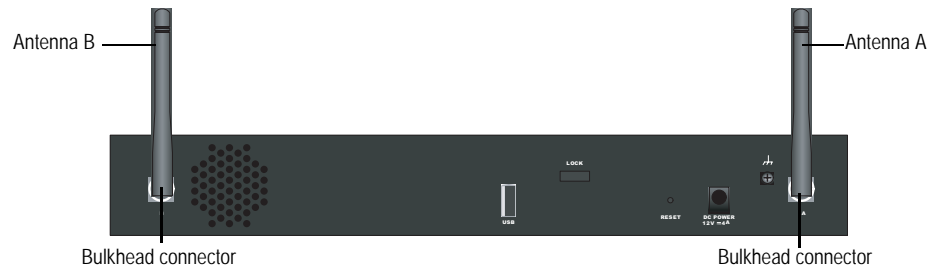 Antenna B
Antenna A
LOCK
USB
RESET
DC POWER
12V ⎓4A
A
Bulkhead connector
Bulkhead connector